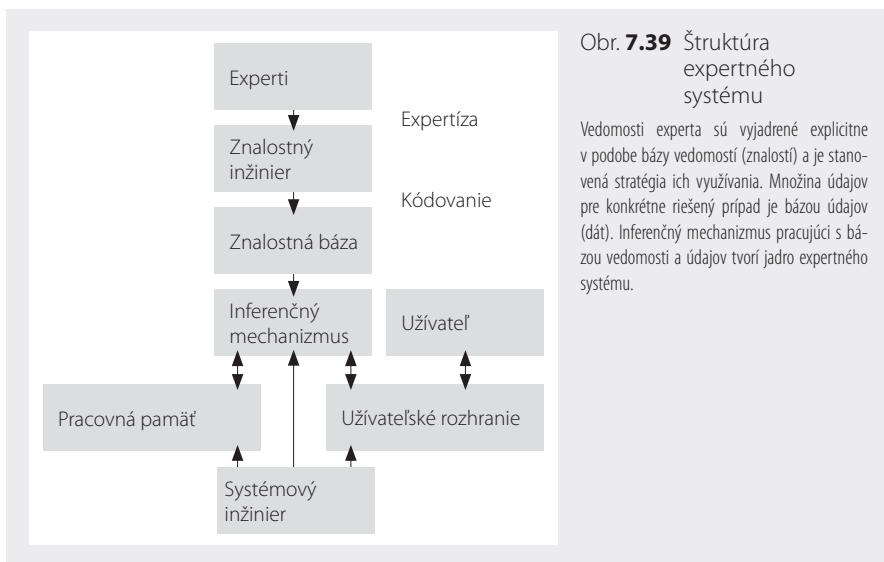 Experti
Expertíza
Znalostný
inžinier
Kódovanie
Znalostná báza
Inferenčný
mechanizmus
Užívateľ
Pracovná pamäť
Užívateľské rozhranie
Systémový
inžinier
Obr. 7.39 Štruktúra
expertného
systému
Vedomosti experta sú vyjadrené explicitne
v podobe bázy vedomostí (znalostí) a je stano-
vená stratégia ich využívania. Množina údajov
pre konkrétne riešený prípad je bázou údajov
(dát). Inferenčný mechanizmus pracujúci s bá-
zou vedomosti a údajov tvorí jadro expertného
systému.